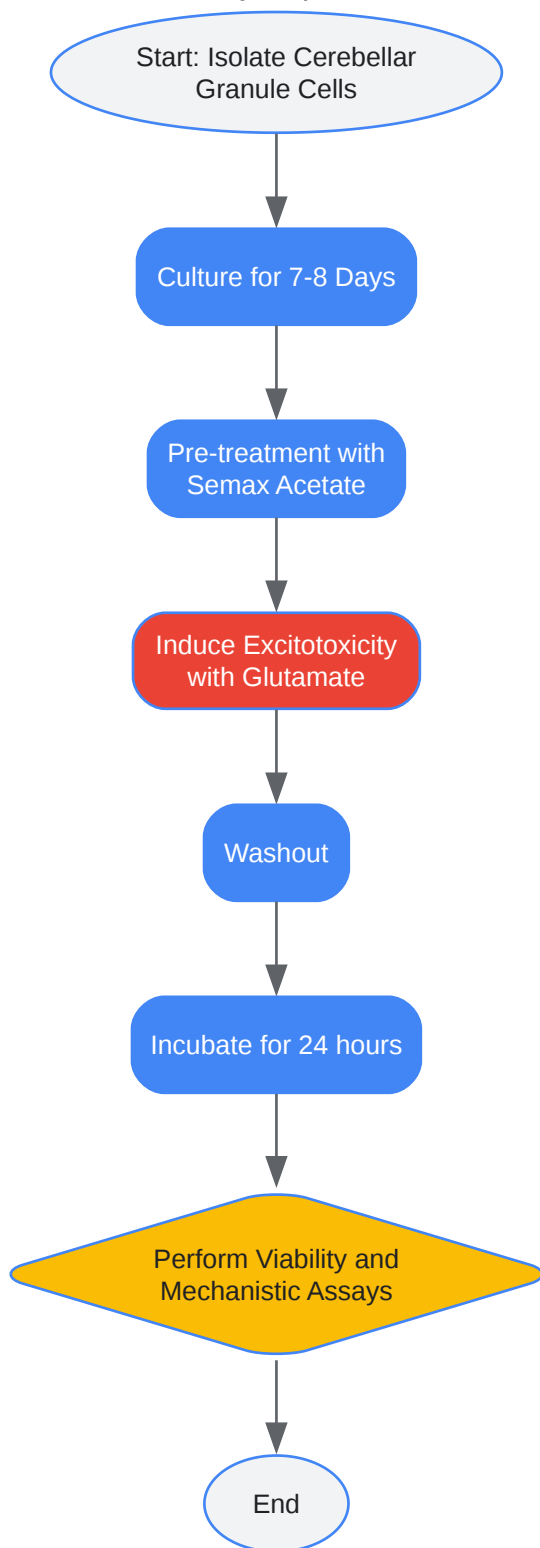 Start: Isolate Cerebellar
Granule Cells
Culture for 7-8 Days
Pre-treatment with
Semax Acetate
Induce Excitotoxicity
with Glutamate
Washout
Incubate for 24 hours
Perform Viability and
Mechanistic Assays
End